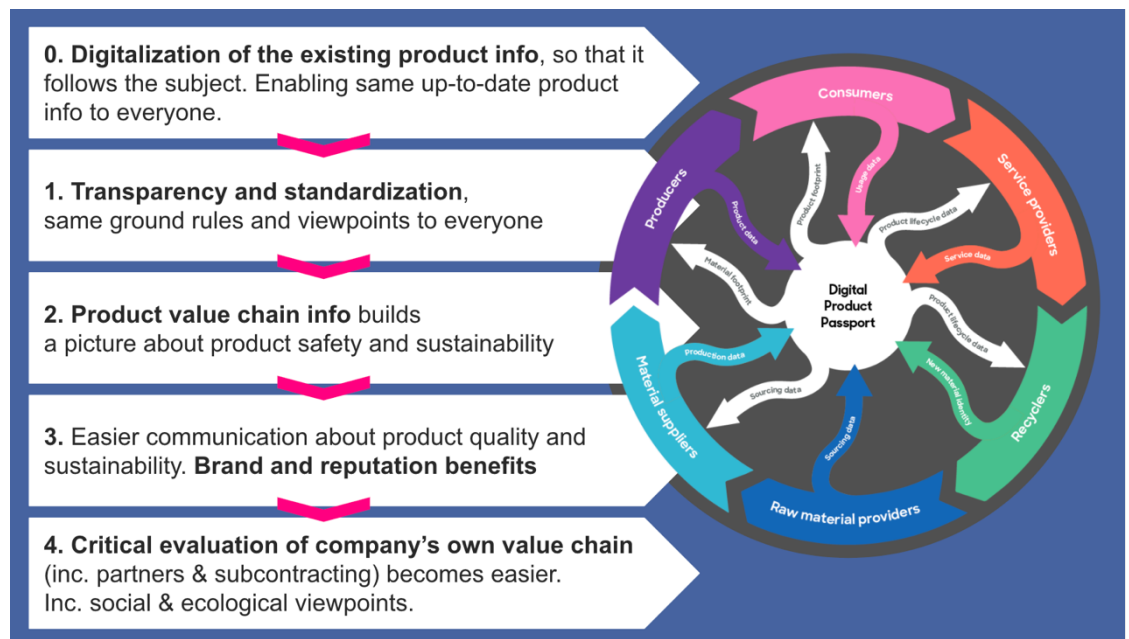 0. Digitalization of the existing product info, so that it
follows the subject. Enabling same up-to-date product
info to everyone.
1. Transparency and standardization,
same ground rules and viewpoints to everyone
2. Product value chain info builds
a picture about product safety and sustainability
3. Easier communication about product quality and
sustainability. Brand and reputation benefits
4. Critical evaluation of company’s own value chain
(inc. partners & subcontracting) becomes easier.
Inc. social & ecological viewpoints.
Consumers
Service providers
Recyclers
Raw material providers
Material suppliers
Producers
Product footprint
Usage data
Product lifecycle data
Service data
Product lifecycle data
New material identity
Sourcing data
Sourcing data
Production data
Material footprint
Product data
Digital
Product
Passport